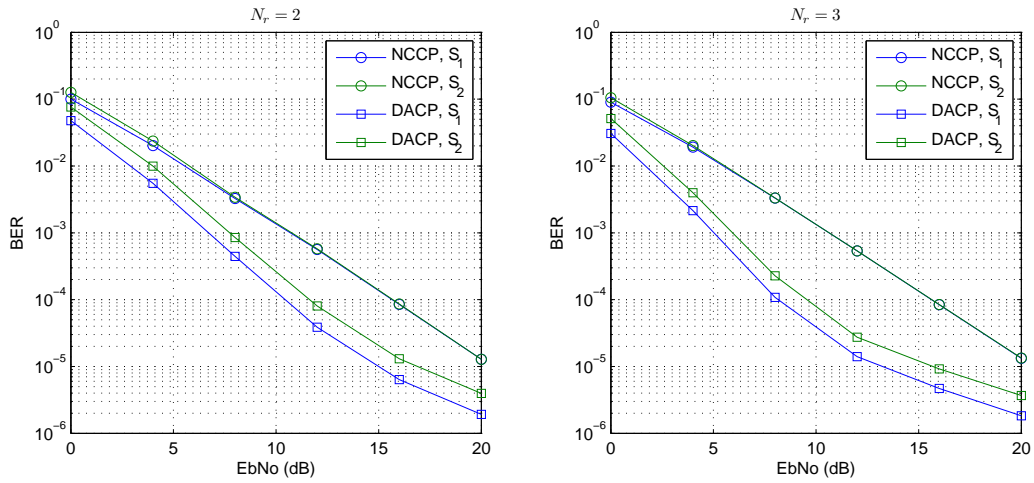 N_r = 2
10^0
10^-1
10^-2
10^-3
10^-4
10^-5
10^-6
BER
0 5 10 15 20
EbNo (dB)
NCCP, S_1
NCCP, S_2
DACP, S_1
DACP, S_2
N_r = 3
10^0
10^-1
10^-2
10^-3
10^-4
10^-5
10^-6
BER
0 5 10 15 20
EbNo (dB)
NCCP, S_1
NCCP, S_2
DACP, S_1
DACP, S_2